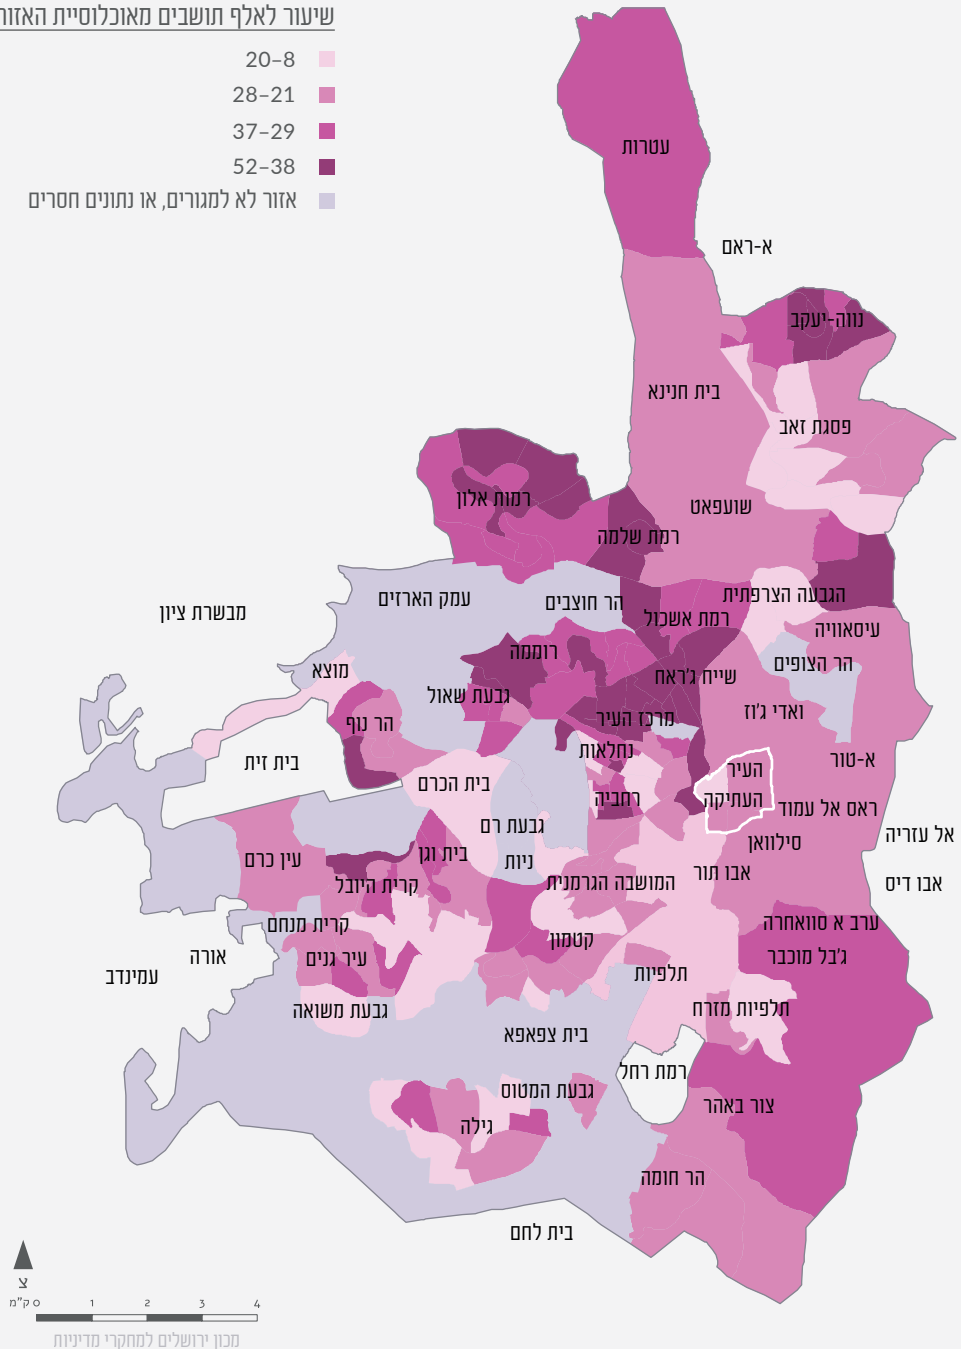 שיעור לאלף תושבים מאוכלוסיית האזור
20–8
28–21
37–29
52–38
אזור לא למגורים, או נתונים חסרים
עטרות
א-ראם
נווה-יעקב
בית חנינא
פסגת זאב
רמות אלון
שועפאט
רמת שלמה
עמק הארזים
הר חוצבים
הגבעה הצרפתית
מבשרת ציון
רמת אשכול
עיסאוויה
רוממה
הר הצופים
מוצא
שייח ג'ראח
גבעת שאול
הר נוף
מרכז העיר
ואדי ג'וז
נחלאות
א-טור
בית זית
העיר
העתיקה
בית הכרם
רחביה
ראס אל עמוד
גבעת רם
אל עזריה
סילוואן
עין כרם
בית וגן
ניות
אבו תור
קרית היובל
המושבה הגרמנית
אבו דיס
קרית מנחם
ערב א סוואחרה
קטמון
ג'בל מוכבר
אורה
עיר גנים
עמינדב
תלפיות
גבעת משואה
תלפיות מזרח
בית צפאפא
רמת רחל
גבעת המטוס
צור באהר
גילה
הר חומה
בית לחם
צ
ק"מ 0 1 2 3 4
מכון ירושלים למחקרי מדיניות